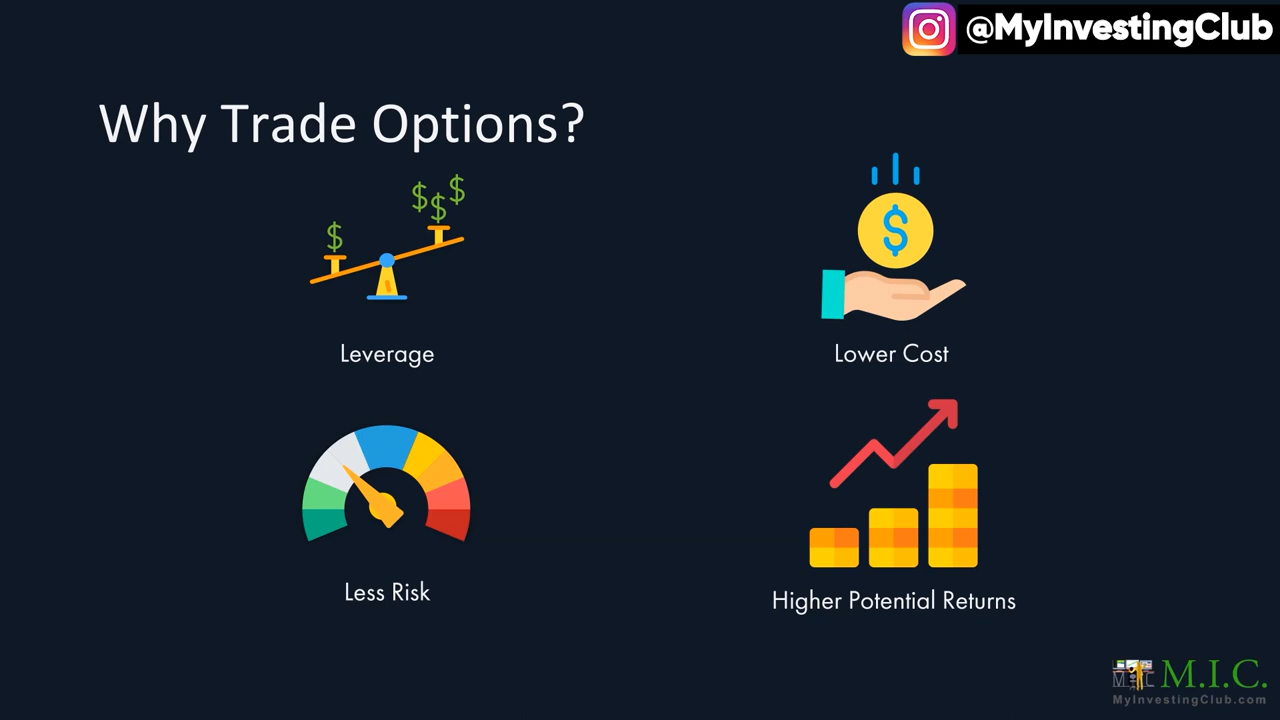 @MyInvestingClub
Why Trade Options?
$
$
$
$
$
Leverage
Lower Cost
Less Risk
Higher Potential Returns
M.I.C.
MyInvestingClub.com